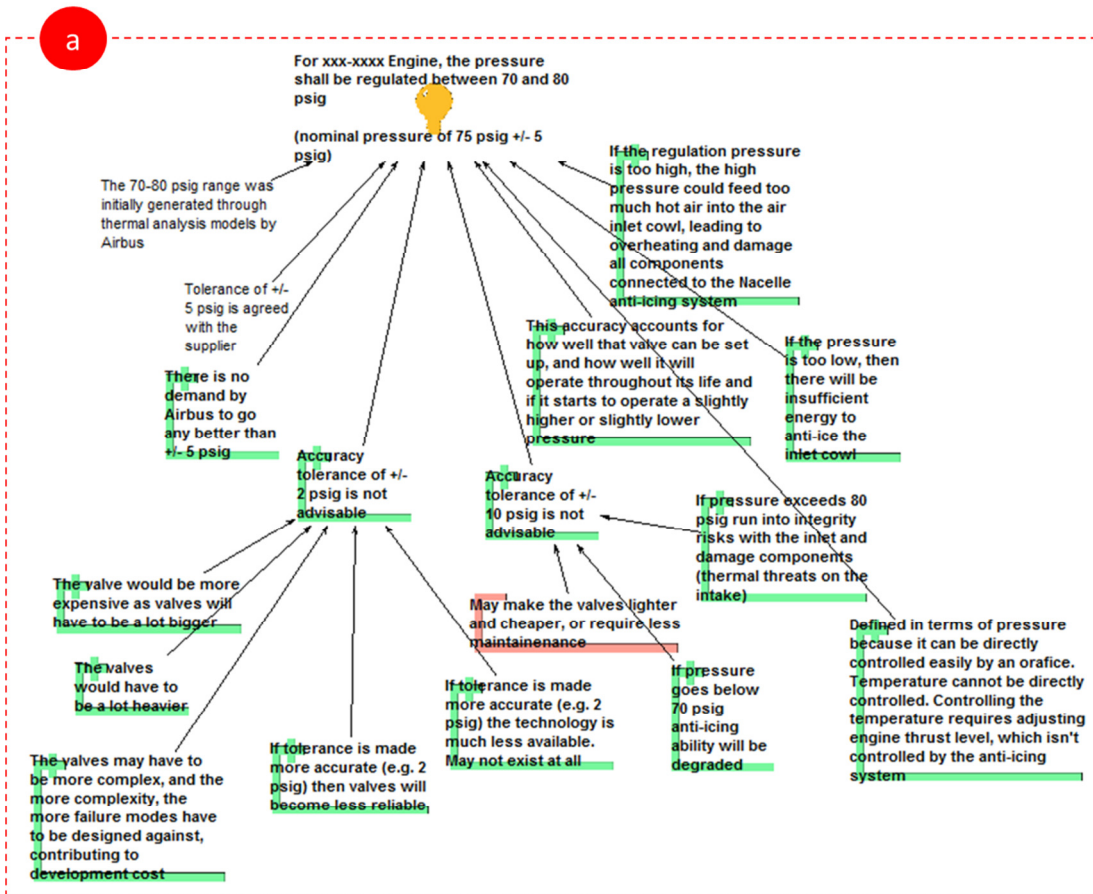 a
For xxx-xxxx Engine, the pressure
shall be regulated between 70 and 80
psig
(nominal pressure of 75 psig +/- 5
psig)
The 70-80 psig range was
initially generated through
thermal analysis models by
Airbus
If the regulation pressure
is too high, the high
pressure could feed too
much hot air into the air
inlet cowl, leading to
overheating and damage
all components
connected to the Nacelle
anti-icing system
Tolerance of +/-
5 psig is agreed
with the
supplier
This accuracy accounts for
how well that valve can be set
up, and how well it will
operate throughout its life and
if it starts to operate a slightly
higher or slightly lower
pressure
If the pressure
is too low, then
there will be
insufficient
energy to
anti-ice the
inlet cowl
There is no
demand by
Airbus to go
any better than
+/- 5 psig
Accuracy
tolerance of +/-
2 psig is not
advisable
Accuracy
tolerance of +/-
10 psig is not
advisable
If pressure exceeds 80
psig run into integrity
risks with the inlet and
damage components
(thermal threats on the
intake)
The valve would be more
expensive as valves will
have to be a lot bigger
May make the valves lighter
and cheaper, or require less
maintainenance
Defined in terms of pressure
because it can be directly
controlled easily by an orafice.
Temperature cannot be directly
controlled. Controlling the
temperature requires adjusting
engine thrust level, which isn't
controlled by the anti-icing
system
The valves
would have to
be a lot heavier
If tolerance is made
more accurate (e.g. 2
psig) the technology is
much less available.
May not exist at all
If pressure
goes below
70 psig
anti-icing
ability will be
degraded
The valves may have to
be more complex, and the
more complexity, the
more failure modes have
to be designed against,
contributing to
development cost
If tolerance is made
more accurate (e.g. 2
psig) then valves will
become less reliable